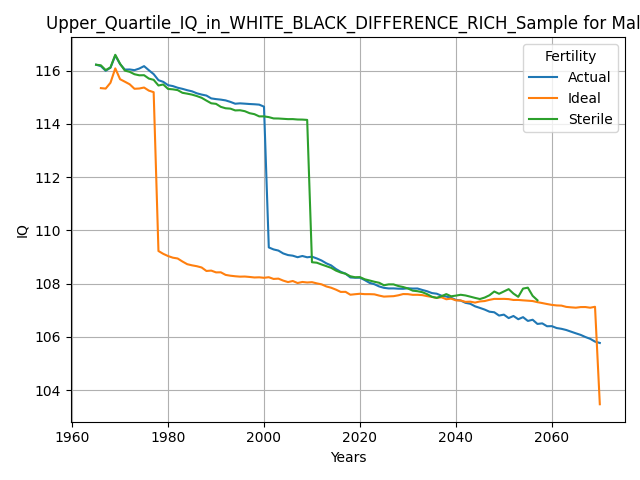 Upper_Quartile_IQ_in_WHITE_BLACK_DIFFERENCE_RICH_Sample for Mal
Fertility
Actual
Ideal
Sterile
IQ
116
114
112
110
108
106
104
1960
1980
2000
2020
2040
2060
Years